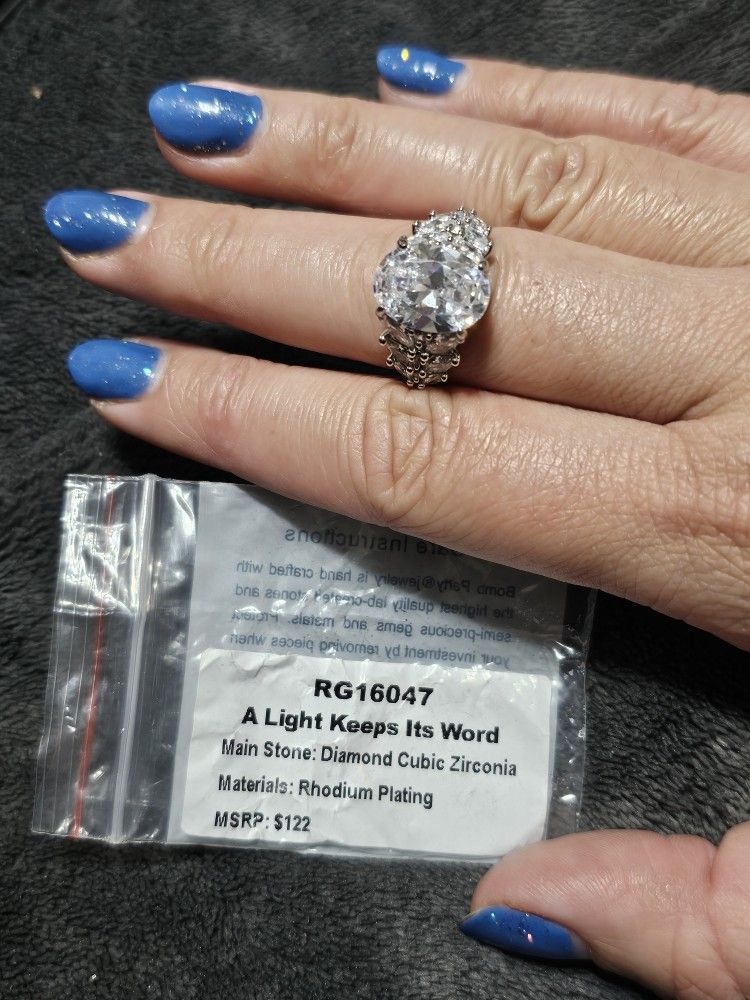 are Instructions
Bomb Party® jewelry is hand crafted with
the highest quality lab-created stones and
semi-precious gems and metals. Protect
your investment by removing pieces when
RG16047
A Light Keeps Its Word
Main Stone: Diamond Cubic Zirconia
Materials: Rhodium Plating
MSRP: $122